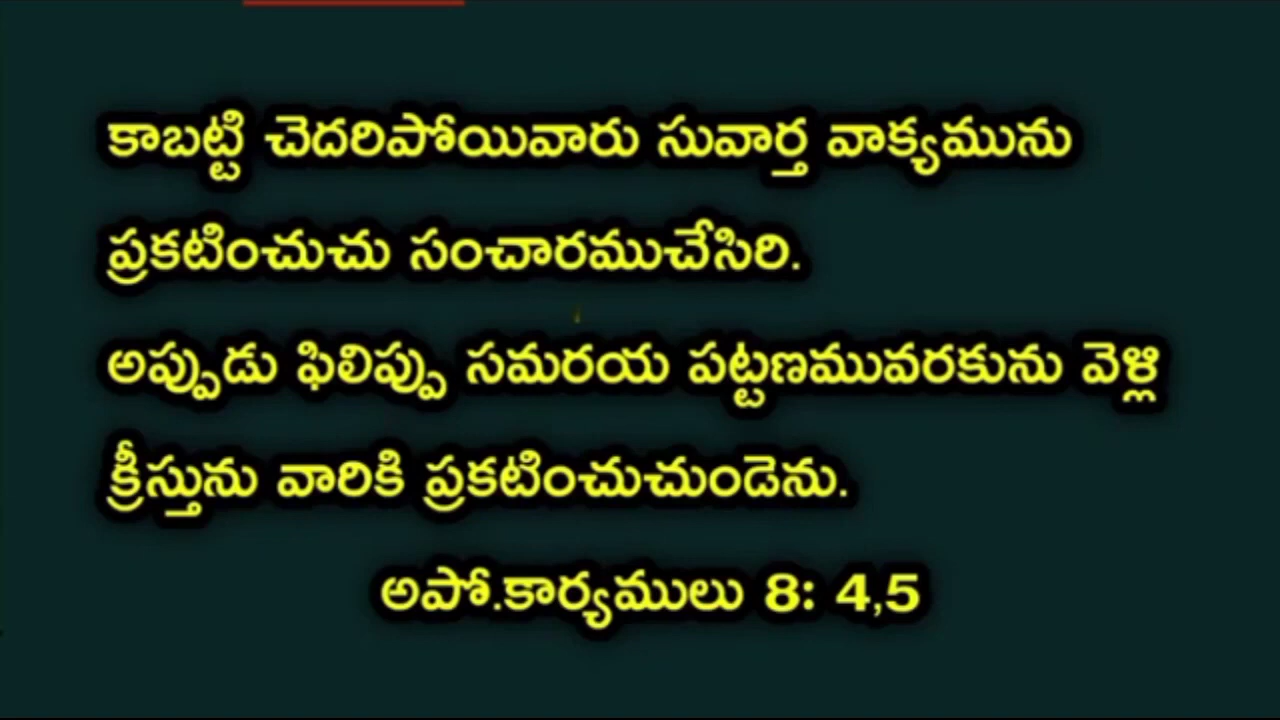 కాబట్టి చెదరిపోయివారు సువార్త వాక్యమును
ప్రకటించుచు సంచారముచేసిరి.
అప్పుడు ఫిలిప్పు సమరయ పట్టణమువరకును వెళ్లి
క్రీస్తును వారికి ప్రకటించుచుండెను.
అపో.కార్యములు 8: 4,5